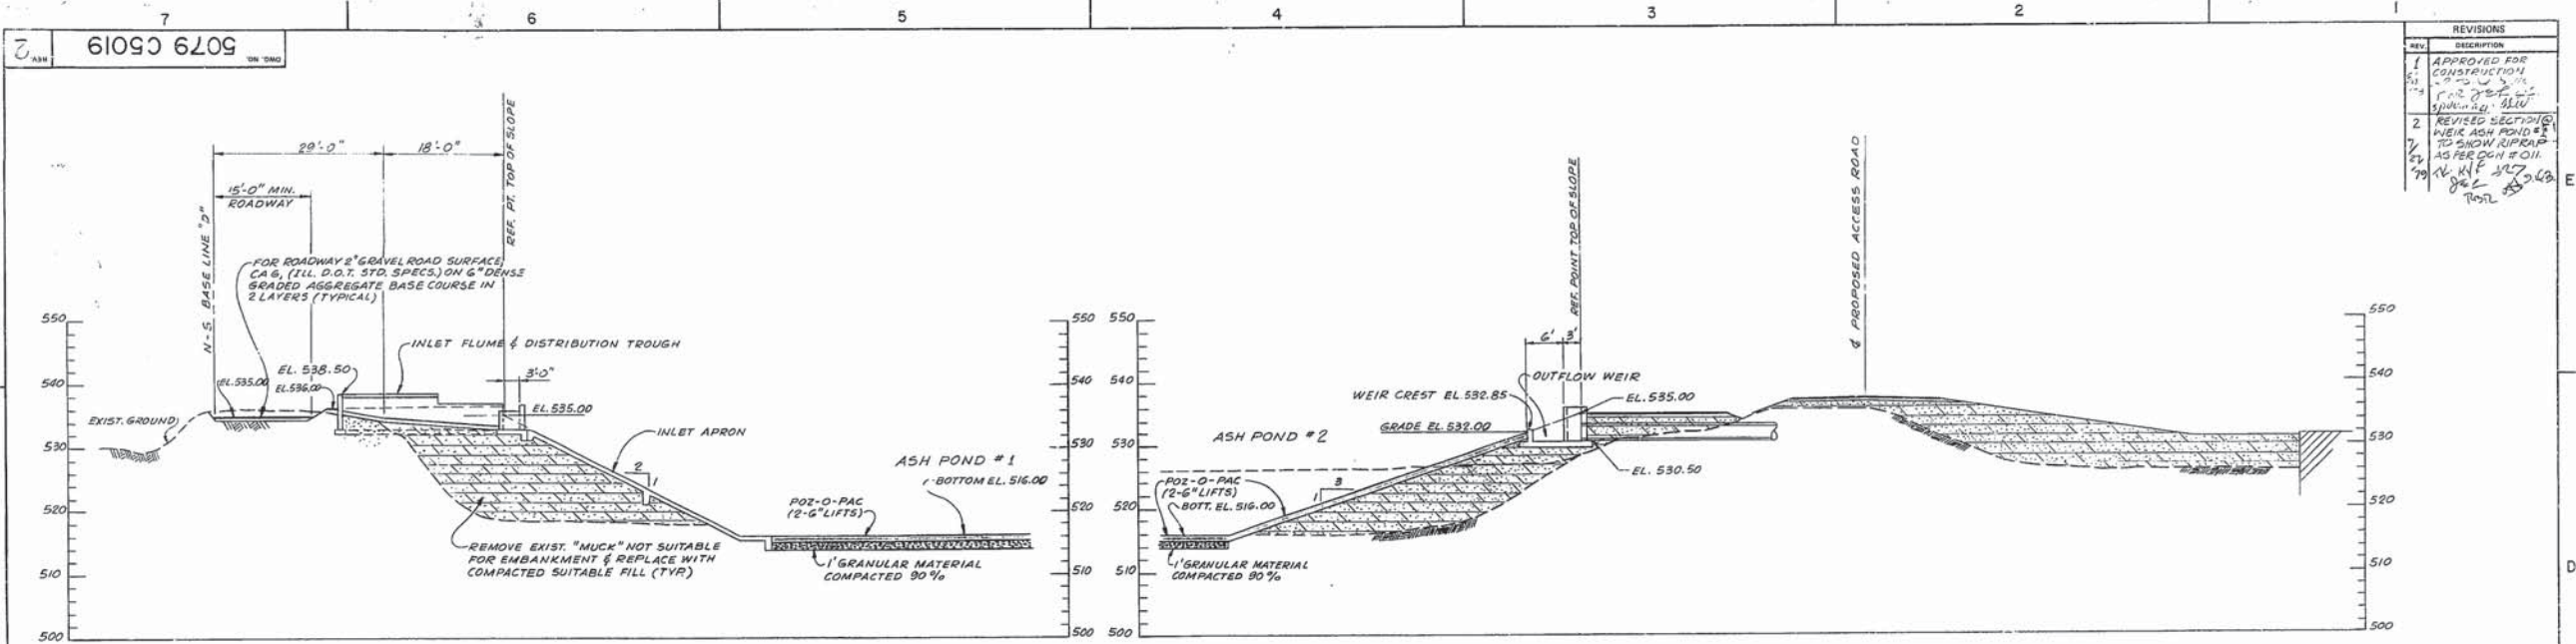 7
6
5
4
3
2
1
REV. 2
5079 C5019
DWG. NO.
REVISIONS
REV. DESCRIPTION
1 APPROVED FOR
CONSTRUCTION
2 REVISED SECTION @
WEIR ASH POND
TO SHOW RIPRAP
AS PER DCN #011.
7/
27
'79
E
D
29'-0"
18'-0"
15'-0" MIN.
ROADWAY
N-S BASE LINE "D"
REF. PT. TOP OF SLOPE
FOR ROADWAY 2" GRAVEL ROAD SURFACE,
CA 6, (ILL. D.O.T. STD. SPECS.) ON 6" DENSE
GRADED AGGREGATE BASE COURSE IN
2 LAYERS (TYPICAL)
INLET FLUME & DISTRIBUTION TROUGH
EL. 538.50
EL. 535.00
EL. 536.00
3'-0"
EL. 535.00
EXIST. GROUND
INLET APRON
2
1
ASH POND #1
BOTTOM EL. 516.00
POZ-O-PAC
(2-6" LIFTS)
REMOVE EXIST. "MUCK" NOT SUITABLE
FOR EMBANKMENT & REPLACE WITH
COMPACTED SUITABLE FILL (TYP.)
1' GRANULAR MATERIAL
COMPACTED 90%
550
540
530
520
510
500
550
540
530
520
510
500
550
540
530
520
510
500
REF. POINT TOP OF SLOPE
℄ PROPOSED ACCESS ROAD
6'
3'
OUTFLOW WEIR
WEIR CREST EL 532.85
EL. 535.00
GRADE EL. 532.00
ASH POND #2
EL. 530.50
POZ-O-PAC
(2-6" LIFTS)
BOTT. EL. 516.00
3
1
1' GRANULAR MATERIAL
COMPACTED 90%
550
540
530
520
510
500